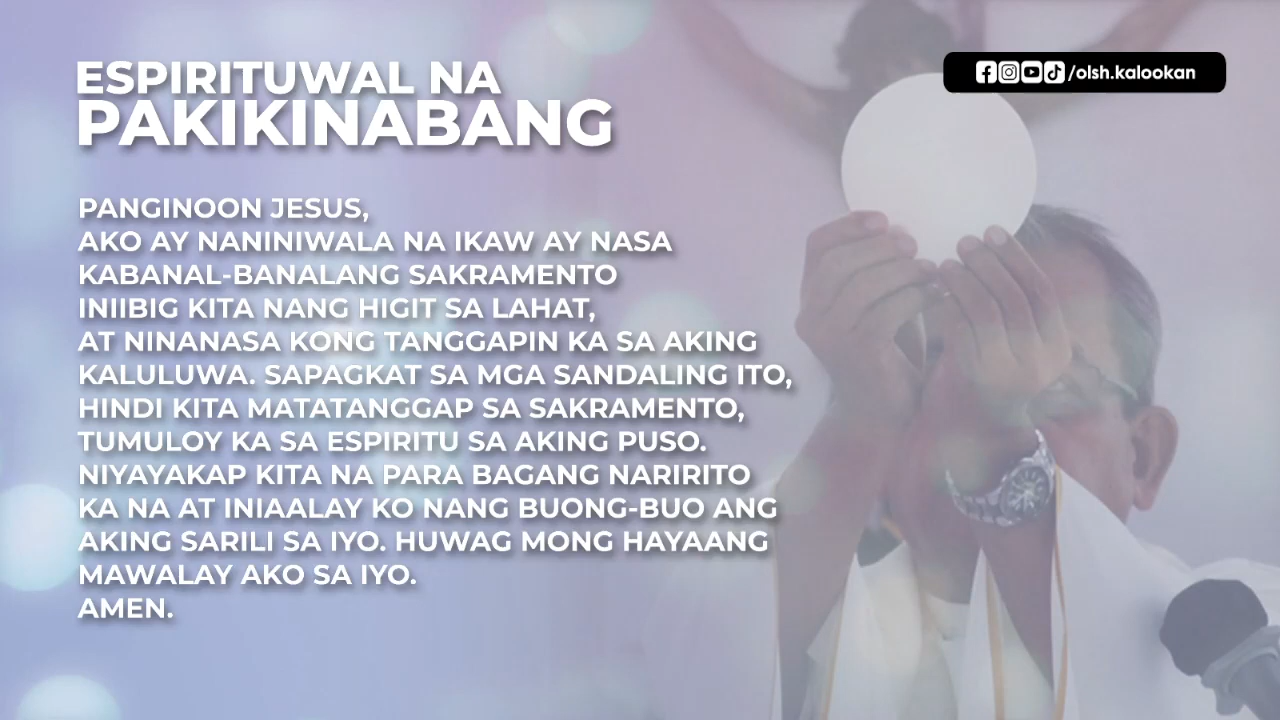 ESPIRITUWAL NA
PAKIKINABANG
/olsh.kalookan
PANGINOON JESUS,
AKO AY NANINIWALA NA IKAW AY NASA
KABANAL-BANALANG SAKRAMENTO
INIIBIG KITA NANG HIGIT SA LAHAT,
AT NINANASA KONG TANGGAPIN KA SA AKING
KALULUWA. SAPAGKAT SA MGA SANDALING ITO,
HINDI KITA MATATANGGAP SA SAKRAMENTO,
TUMULOY KA SA ESPIRITU SA AKING PUSO.
NIYAYAKAP KITA NA PARA BAGANG NARIRITO
KA NA AT INIAALAY KO NANG BUONG-BUO ANG
AKING SARILI SA IYO. HUWAG MONG HAYAANG
MAWALAY AKO SA IYO.
AMEN.